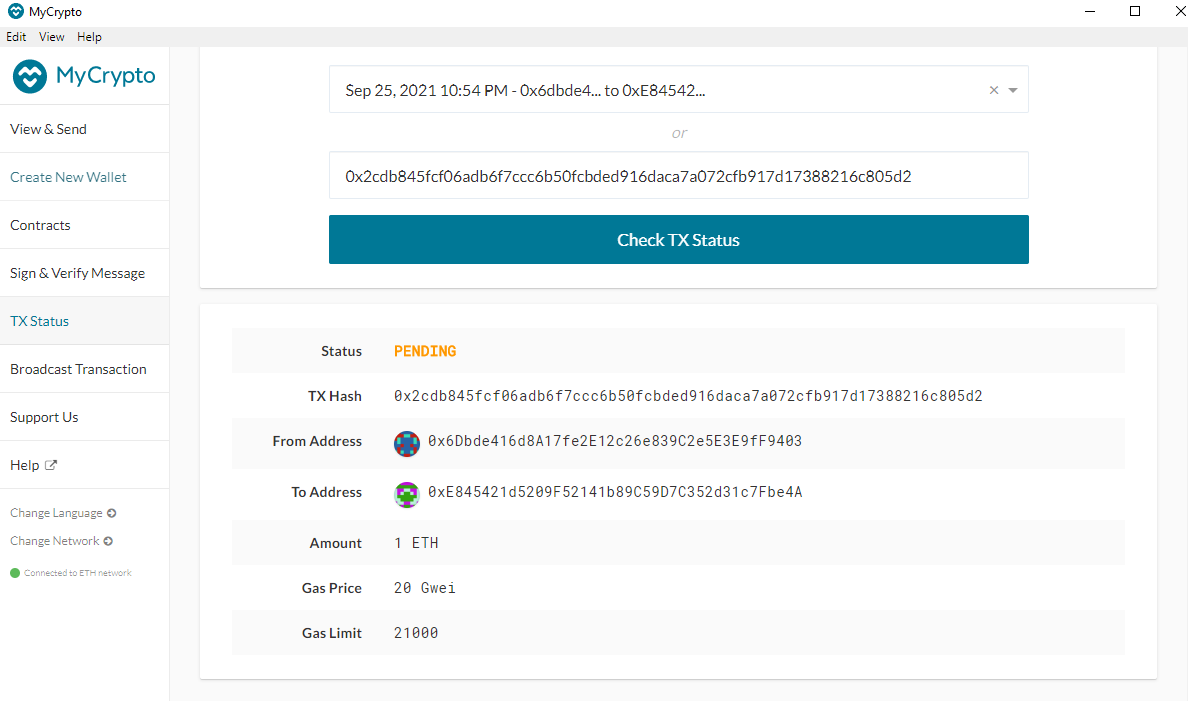 MyCrypto
Edit View Help
MyCrypto
View & Send
Create New Wallet
Contracts
Sign & Verify Message
TX Status
Broadcast Transaction
Support Us
Help
Change Language
Change Network
Connected to ETH network
Sep 25, 2021 10:54 PM - 0x6dbde4... to 0xE84542...
or
0x2cdb845fcf06adb6f7ccc6b50fcbded916daca7a072cfb917d17388216c805d2
Check TX Status
Status PENDING
TX Hash 0x2cdb845fcf06adb6f7ccc6b50fcbded916daca7a072cfb917d17388216c805d2
From Address 0x6Dbde416d8A17fe2E12c26e839C2e5E3E9fF9403
To Address 0xE845421d5209F52141b89C59D7C352d31c7Fbe4A
Amount 1 ETH
Gas Price 20 Gwei
Gas Limit 21000